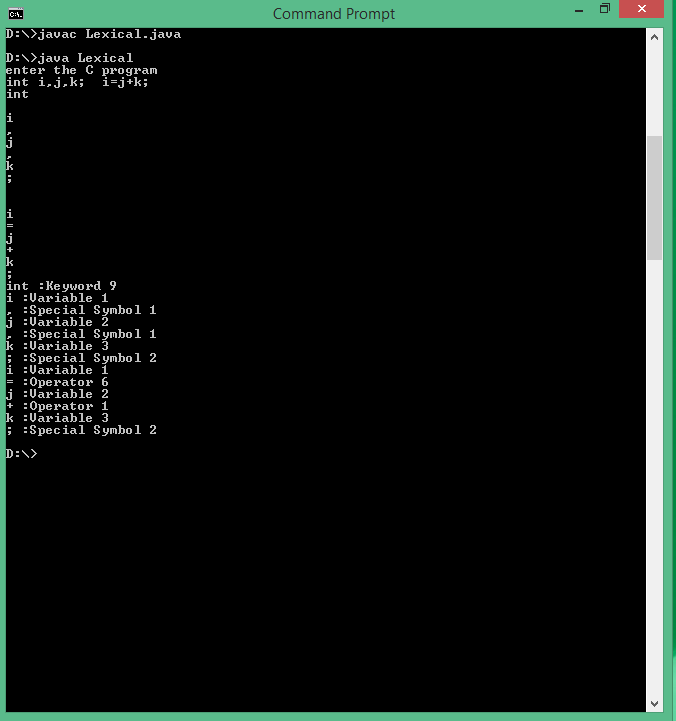 Command Prompt
D:\>javac Lexical.java
D:\>java Lexical
enter the C program
int i,j,k;  i=j+k;
int
i
,
j
,
k
;
i
=
j
+
k
;
int :Keyword 9
i :Variable 1
, :Special Symbol 1
j :Variable 2
, :Special Symbol 1
k :Variable 3
; :Special Symbol 2
i :Variable 1
= :Operator 6
j :Variable 2
+ :Operator 1
k :Variable 3
; :Special Symbol 2
D:\>